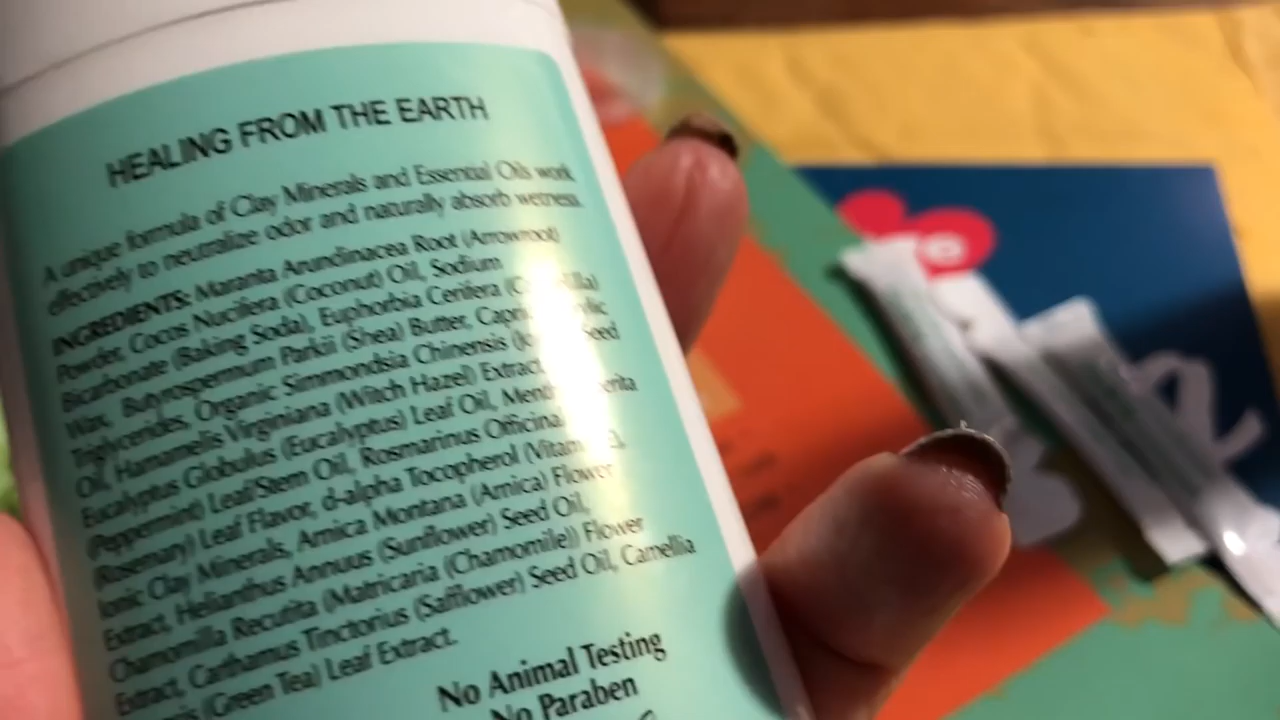 HEALING FROM THE EARTH
A unique formula of Clay Minerals and Essential Oils work
effectively to neutralize odor and naturally absorb wetness.
INGREDIENTS: Maranta Arundinacea Root (Arrowroot)
Powder, Cocos Nucifera (Coconut) Oil, Sodium
Bicarbonate (Baking Soda), Euphorbia Cerifera
Wax, Butyrospermum Parkii (Shea) Butter,
Triglycerides, Organic Simmondsia Chinensis Seed
Oil, Hamamelis Virginiana (Witch Hazel) Extract
Eucalyptus Globulus (Eucalyptus) Leaf Oil,
(Peppermint) Leaf/Stem Oil, Rosmarinus
(Rosemary) Leaf Flavor, d-alpha Tocopherol
Ionic Clay Minerals, Arnica Montana (Arnica) Flower
Extract, Helianthus Annuus (Sunflower) Seed Oil,
Chamomilla Recutita (Matricaria (Chamomile)) Flower
Extract, Carthamus Tinctorius (Safflower) Seed Oil, Camellia
(Green Tea) Leaf Extract.
No Animal Testing
No Paraben